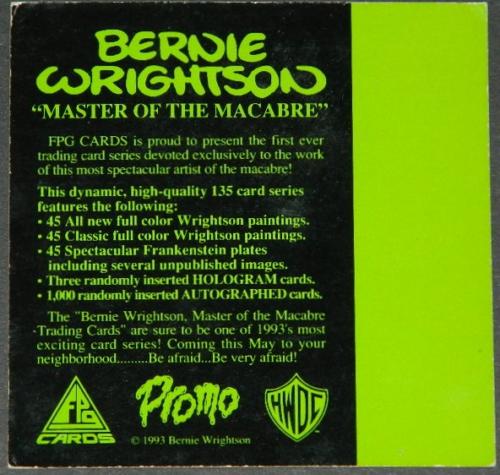 BERNIE
WRIGHTSON
“MASTER OF THE MACABRE”
FPG CARDS is proud to present the first ever
trading card series devoted exclusively to the work
of this most spectacular artist of the macabre!
This dynamic, high-quality 135 card series
features the following:
• 45 All new full color Wrightson paintings.
• 45 Classic full color Wrightson paintings.
• 45 Spectacular Frankenstein plates
including several unpublished images.
• Three randomly inserted HOLOGRAM cards.
• 1,000 randomly inserted AUTOGRAPHED cards.
The "Bernie Wrightson, Master of the Macabre
-Trading Cards" are sure to be one of 1993's most
exciting card series! Coming this May to your
neighborhood.........Be afraid...Be very afraid!
FPG
CARDS
Promo
HWDC
© 1993 Bernie Wrightson